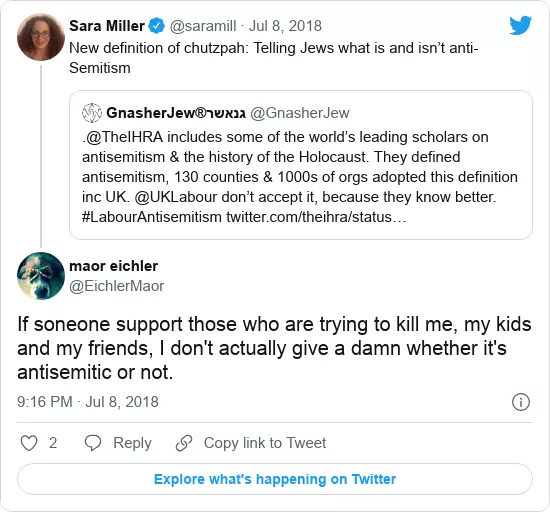 Sara Miller @saramill · Jul 8, 2018
New definition of chutzpah: Telling Jews what is and isn’t anti-
Semitism
GnasherJew®גנאשר @GnasherJew
.@TheIHRA includes some of the world’s leading scholars on
antisemitism & the history of the Holocaust. They defined
antisemitism, 130 counties & 1000s of orgs adopted this definition
inc UK. @UKLabour don’t accept it, because they know better.
#LabourAntisemitism twitter.com/theihra/status…
maor eichler
@EichlerMaor
If soneone support those who are trying to kill me, my kids
and my friends, I don't actually give a damn whether it's
antisemitic or not.
9:16 PM · Jul 8, 2018
2 Reply Copy link to Tweet
Explore what's happening on Twitter